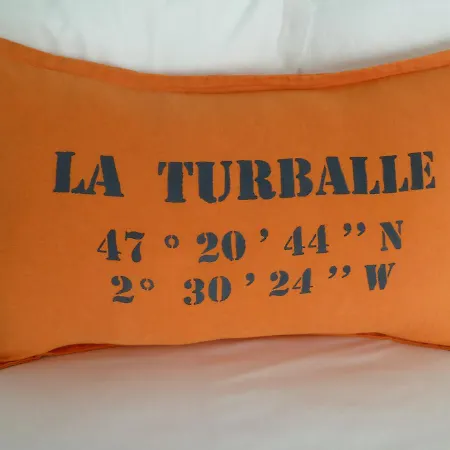 LA TURBALLE
47° 20’ 44’’ N
2° 30’ 24’’ W